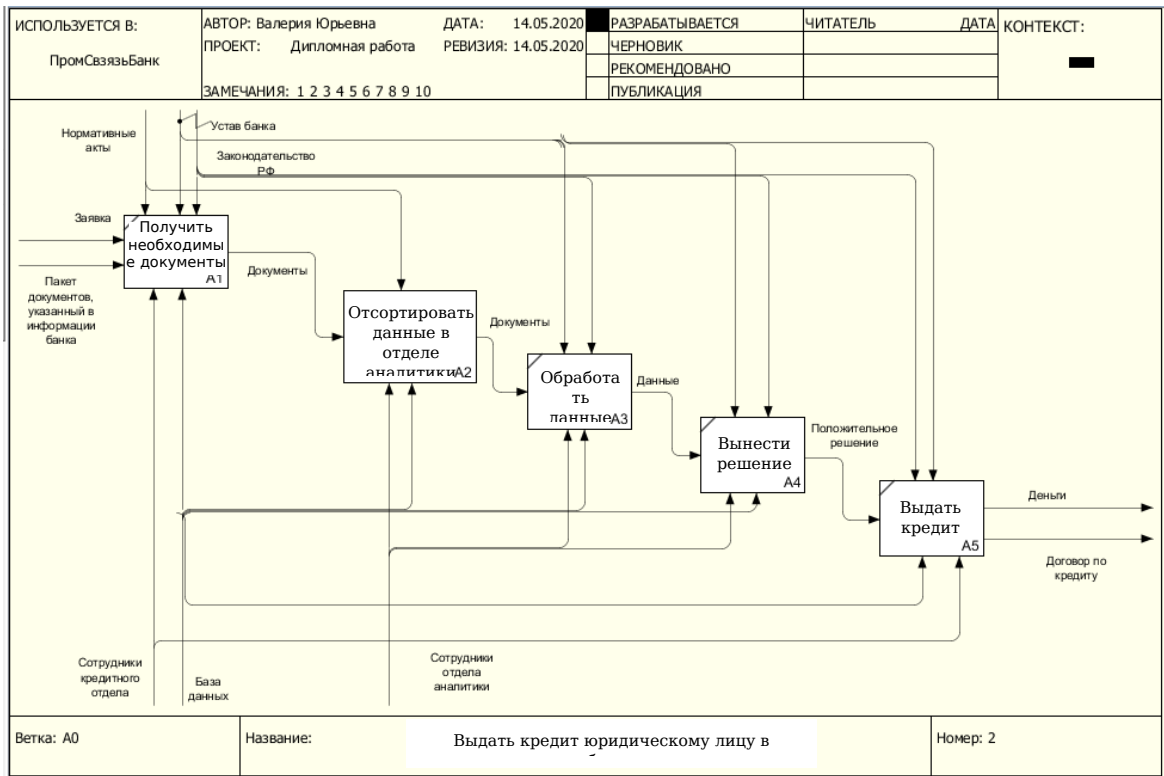 ИСПОЛЬЗУЕТСЯ В:
ПромСвзязьБанк
АВТОР: Валерия Юрьевна
ДАТА: 14.05.2020
ПРОЕКТ: Дипломная работа
РЕВИЗИЯ: 14.05.2020
ЗАМЕЧАНИЯ: 1 2 3 4 5 6 7 8 9 10
РАЗРАБАТЫВАЕТСЯ
ЧЕРНОВИК
РЕКОМЕНДОВАНО
ПУБЛИКАЦИЯ
ЧИТАТЕЛЬ
ДАТА
КОНТЕКСТ:
Нормативные
акты
Устав банка
Законодательство
РФ
Заявка
Пакет
документов,
указанный в
информации
банка
Получить
необходимы
е документы
A1
Документы
Отсортировать
данные в
отделе
аналитики
A2
Документы
Обработа
ть
данные
A3
Данные
Вынести
решение
A4
Положительное
решение
Выдать
кредит
A5
Деньги
Договор по
кредиту
Сотрудники
кредитного
отдела
База
данных
Сотрудники
отдела
аналитики
Ветка: A0
Название:
Выдать кредит юридическому лицу в
Номер: 2